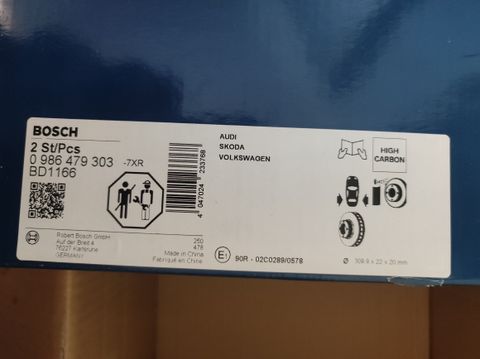 BOSCH
2 St/Pcs
0 986 479 303 -7XR
BD1166
4 047024 233768
AUDI
SKODA
VOLKSWAGEN
HIGH
CARBON
Robert Bosch GmbH
Auf der Breit 4
76227 Karlsruhe
GERMANY
260
478
Made in China
Fabriqué en Chine
E1 90R - 02C0289/0578
Ø 309.9 x 22 x 20 mm